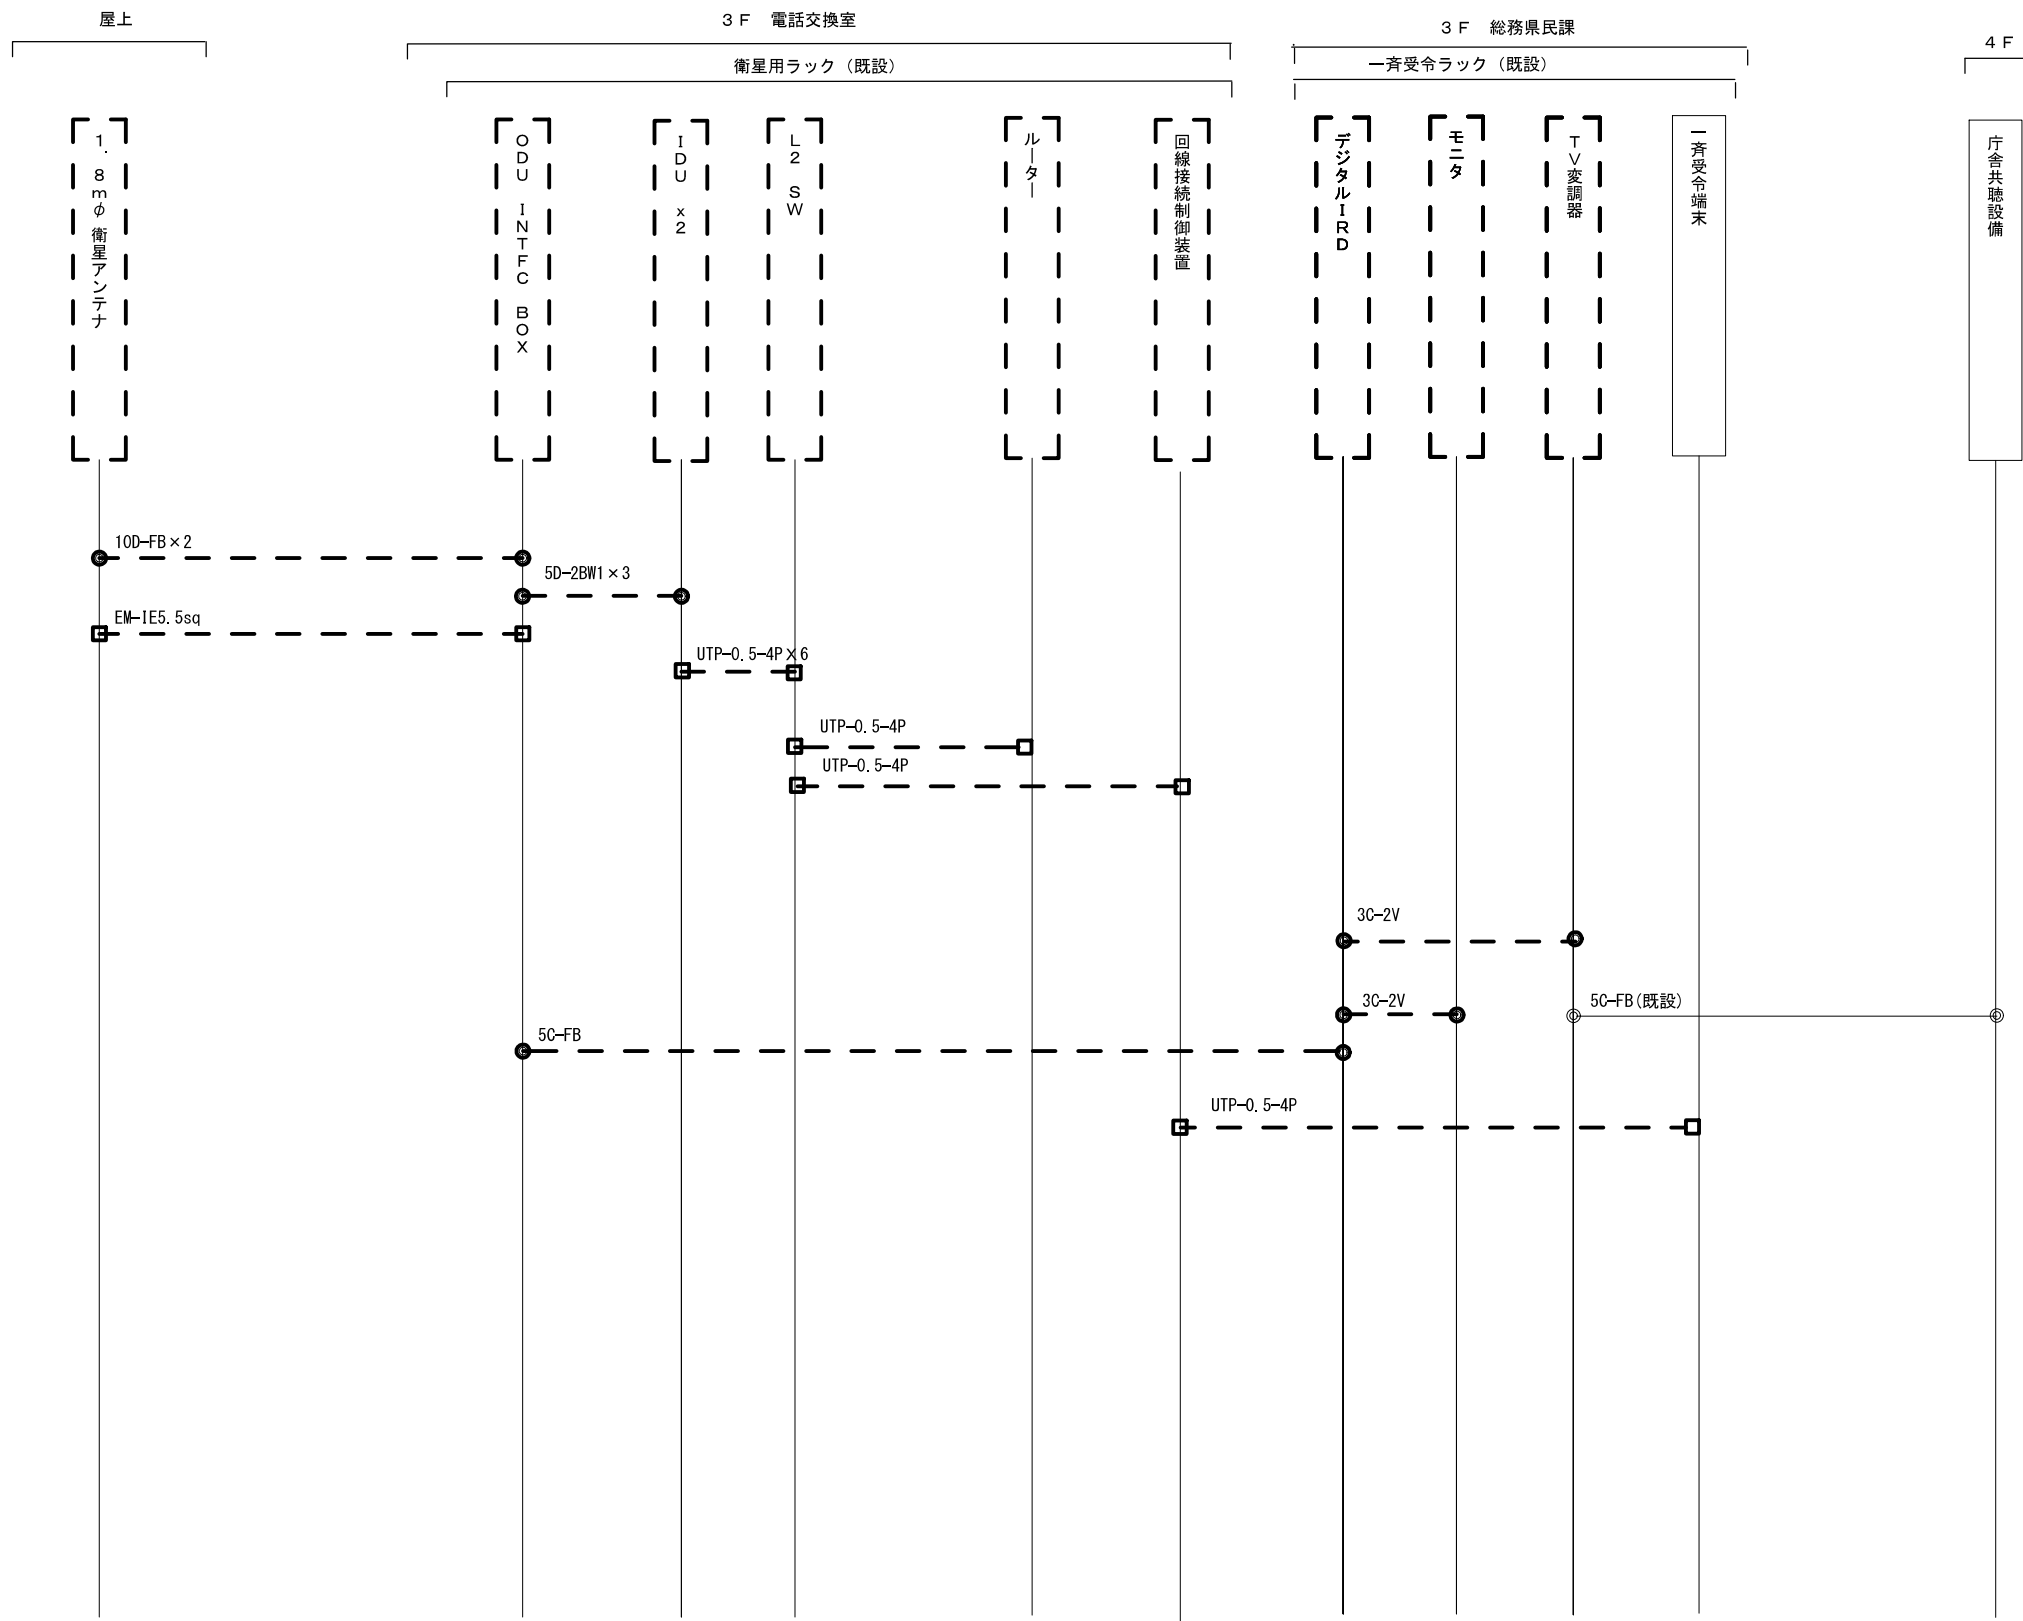 屋上
３Ｆ　電話交換室
３Ｆ　総務県民課
４Ｆ
衛星用ラック（既設）
一斉受令ラック（既設）
１．８ｍφ衛星アンテナ
ＯＤＵ　ＩＮＴＦＣ　ＢＯＸ
ＩＤＵ　ｘ２
Ｌ２　ＳＷ
ルーター
回線接続制御装置
デジタルＩＲＤ
モニタ
ＴＶ変調器
一斉受令端末
庁舎共聴設備
10D-FB×2
5D-2BW1×3
EM-IE5.5sq
UTP-0.5-4P×6
UTP-0.5-4P
UTP-0.5-4P
3C-2V
3C-2V
5C-FB(既設)
5C-FB
UTP-0.5-4P